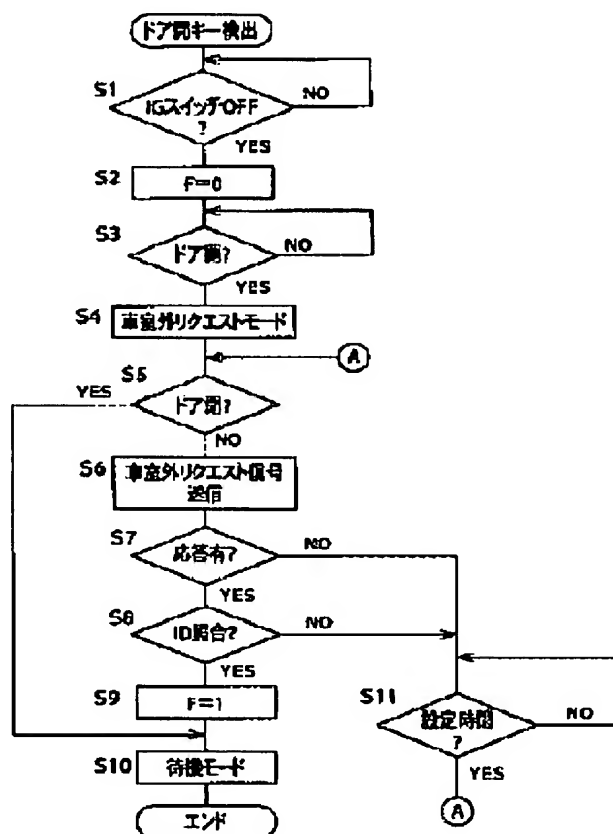 ドア開キー検出
S1
IGスイッチOFF
?
NO
YES
S2
F=0
S3
ドア開?
NO
YES
S4
車室外リクエストモード
A
S5
YES
ドア閉?
NO
S6
車室外リクエスト信号
送信
S7
応答有?
NO
YES
S8
ID照合?
NO
YES
S9
F=1
S11
設定時間
?
NO
YES
S10
待機モード
A
エンド